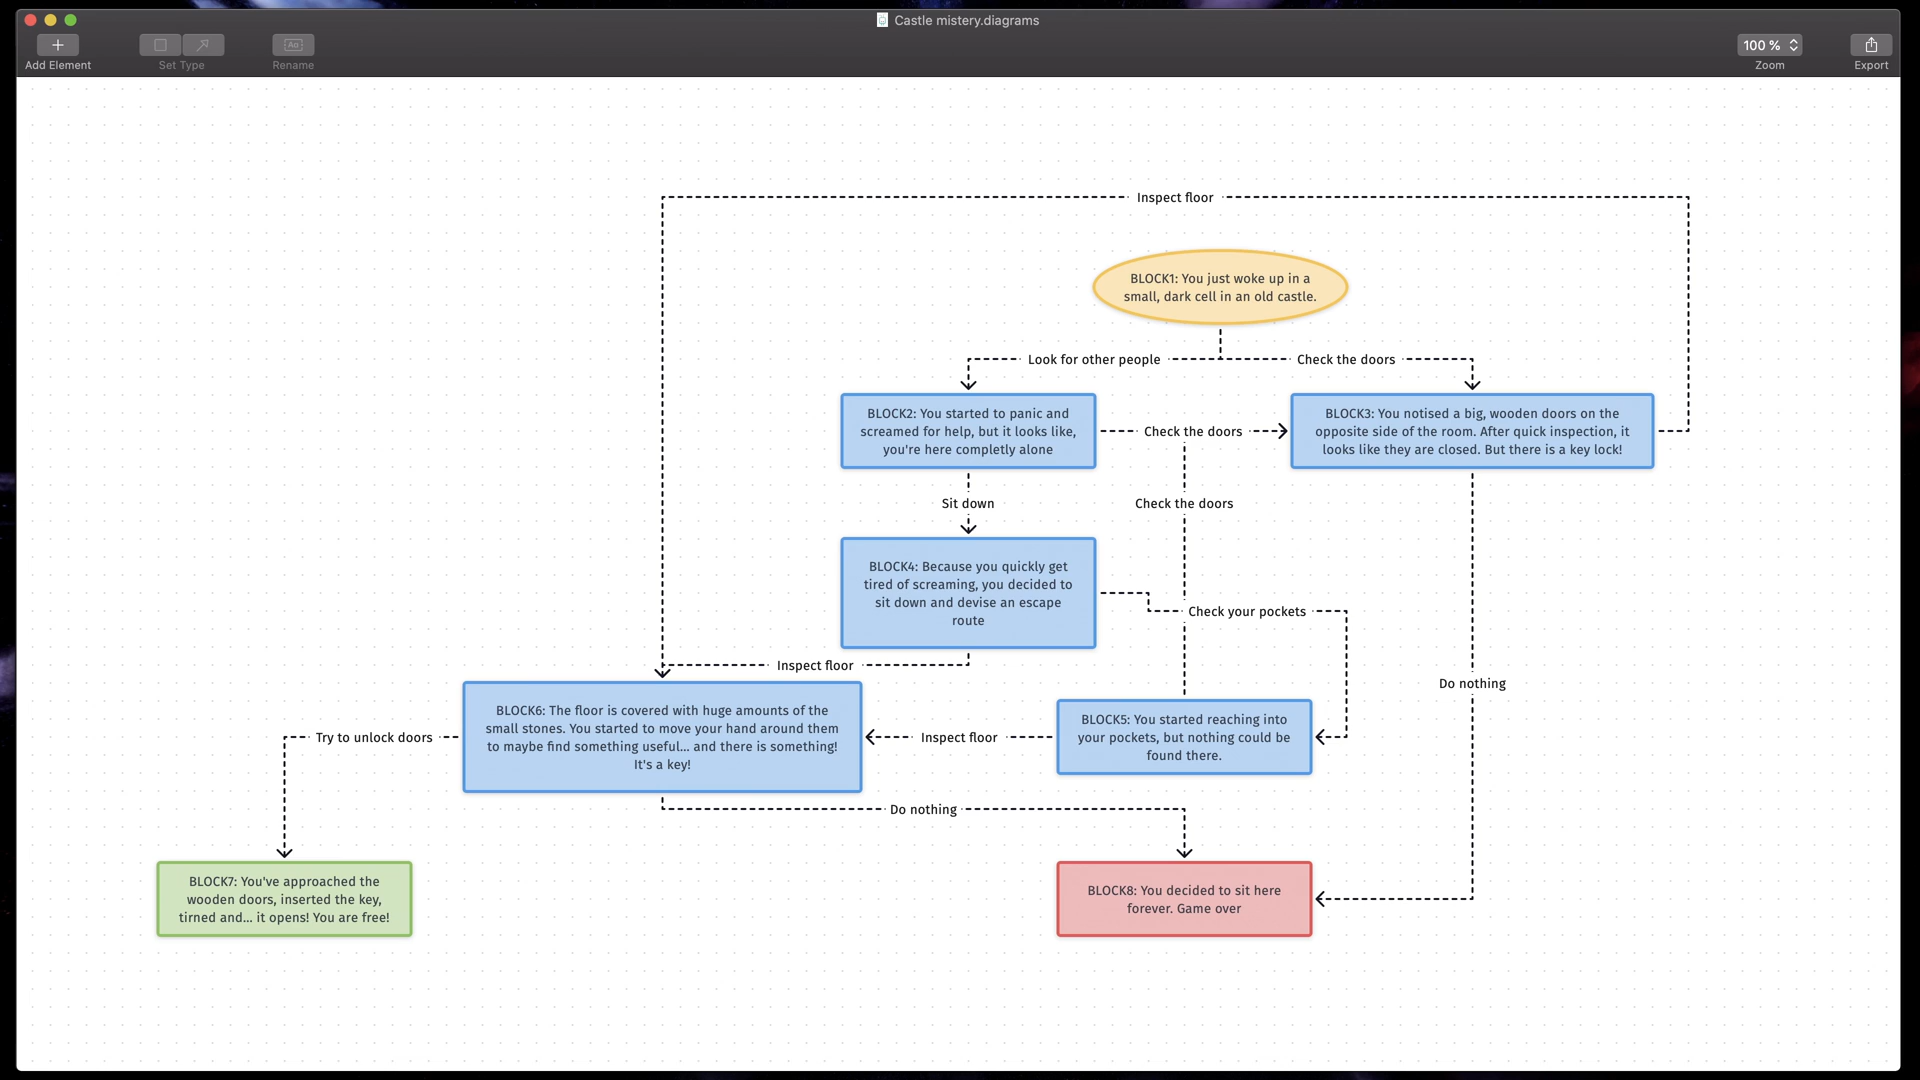 Castle mistery.diagrams
Add Element
Set Type
Rename
100 %
Zoom
Export
Inspect floor
BLOCK1: You just woke up in a
small, dark cell in an old castle.
Look for other people
Check the doors
BLOCK2: You started to panic and
screamed for help, but it looks like,
you're here completly alone
Check the doors
BLOCK3: You notised a big, wooden doors on the
opposite side of the room. After quick inspection, it
looks like they are closed. But there is a key lock!
Sit down
Check the doors
BLOCK4: Because you quickly get
tired of screaming, you decided to
sit down and devise an escape
route
Check your pockets
Inspect floor
Do nothing
BLOCK6: The floor is covered with huge amounts of the
small stones. You started to move your hand around them
to maybe find something useful... and there is something!
It's a key!
Try to unlock doors
Inspect floor
BLOCK5: You started reaching into
your pockets, but nothing could be
found there.
Do nothing
BLOCK7: You've approached the
wooden doors, inserted the key,
tirned and... it opens! You are free!
BLOCK8: You decided to sit here
forever. Game over